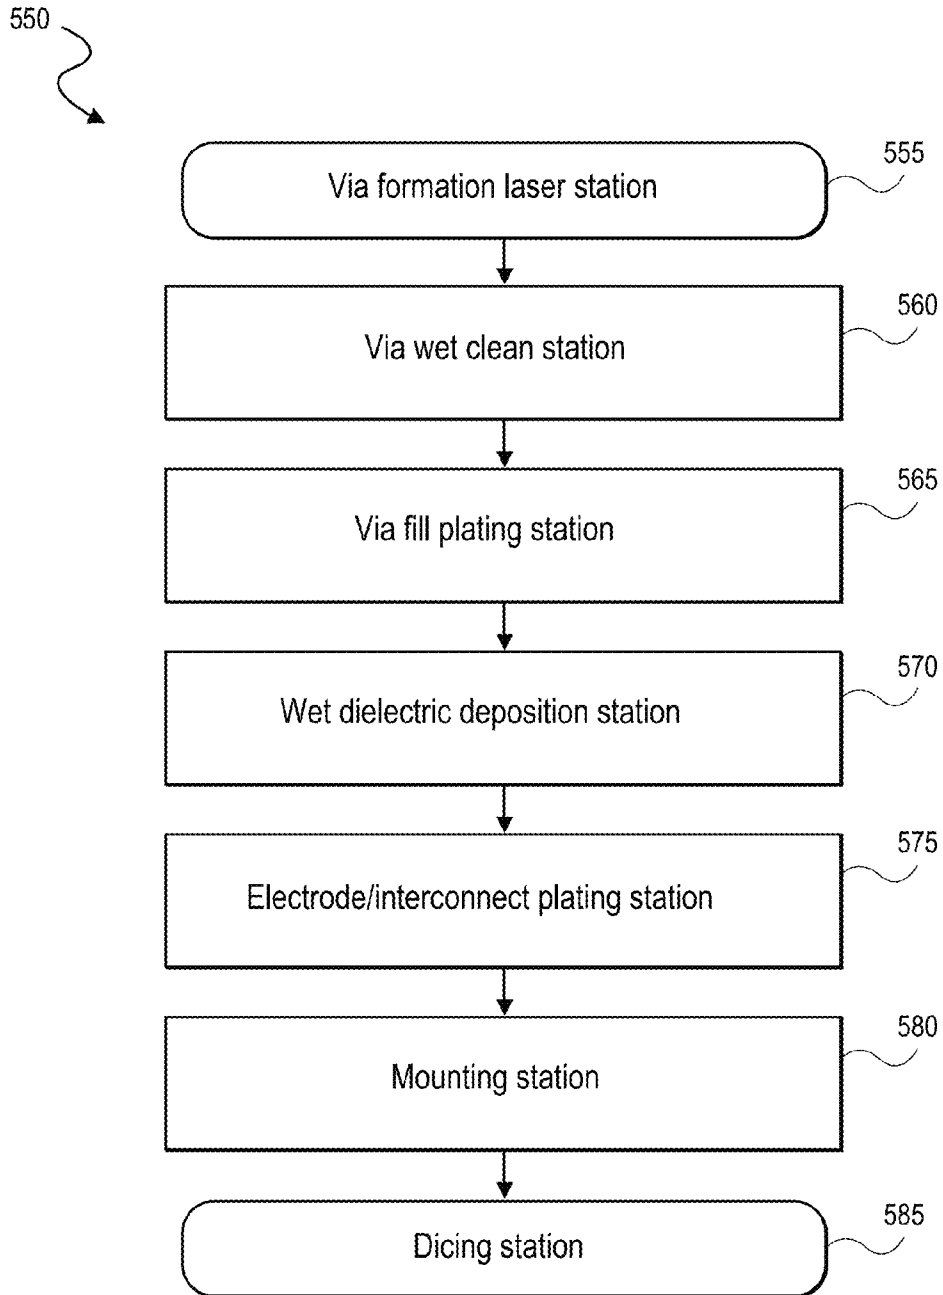 550
Via formation laser station
555
Via wet clean station
560
Via fill plating station
565
Wet dielectric deposition station
570
Electrode/interconnect plating station
575
Mounting station
580
Dicing station
585